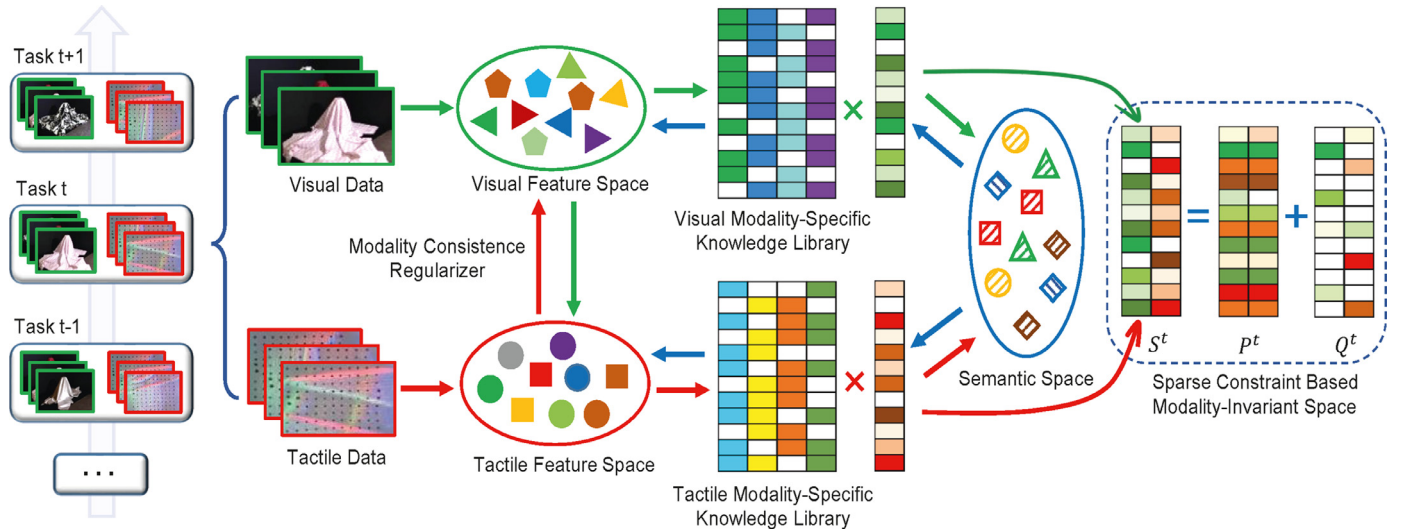 Task t+1
Task t
Task t-1
...
Visual Data
Tactile Data
Visual Feature Space
Modality Consistence
Regularizer
Tactile Feature Space
×
Visual Modality-Specific
Knowledge Library
×
Tactile Modality-Specific
Knowledge Library
Semantic Space
= +
S^t P^t Q^t
Sparse Constraint Based
Modality-Invariant Space